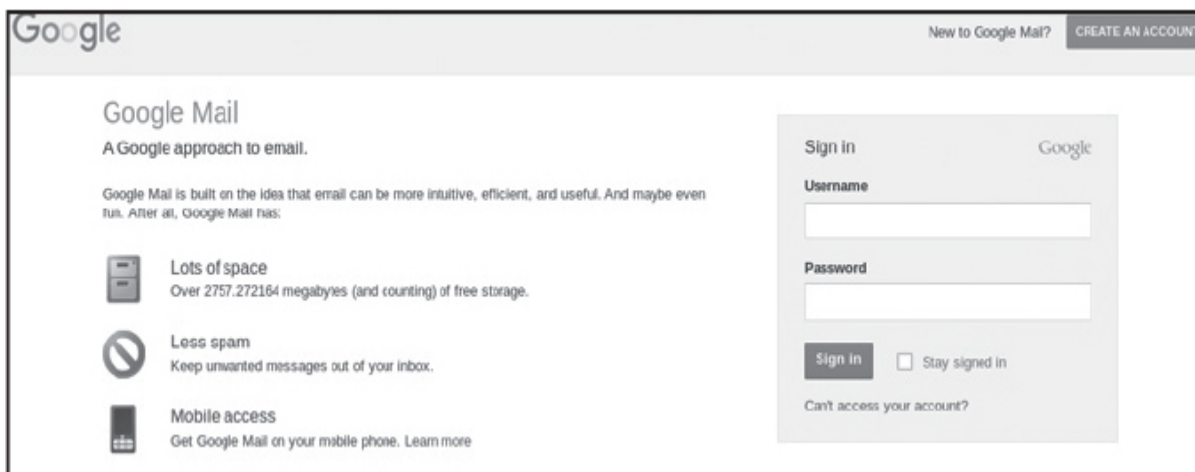 Google
New to Google Mail?
CREATE AN ACCOUNT
Google Mail
A Google approach to email.
Google Mail is built on the idea that email can be more intuitive, efficient, and useful. And maybe even
fun. After all, Google Mail has:
Lots of space
Over 2757.272164 megabytes (and counting) of free storage.
Less spam
Keep unwanted messages out of your inbox.
Mobile access
Get Google Mail on your mobile phone. Learn more
Sign in
Google
Username
Password
Sign in
Stay signed in
Can't access your account?